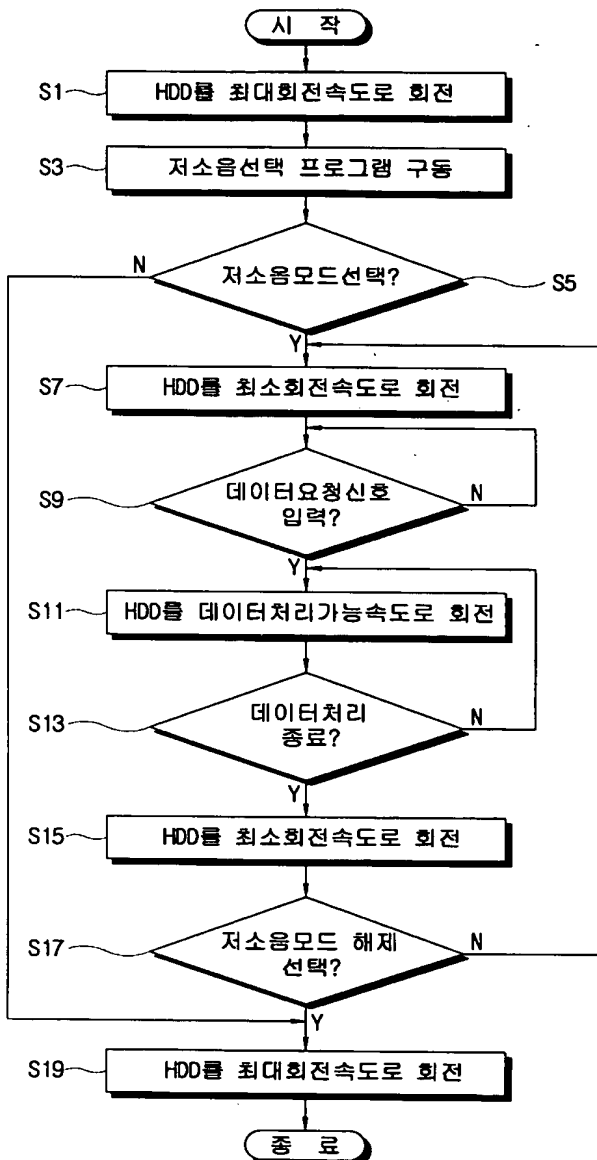 시 작
S1
HDD를 최대회전속도로 회전
S3
저소음선택 프로그램 구동
N
저소음모드선택?
S5
Y
S7
HDD를 최소회전속도로 회전
S9
데이터요청신호
입력?
N
Y
S11
HDD를 데이터처리가능속도로 회전
S13
데이터처리
종료?
N
Y
S15
HDD를 최소회전속도로 회전
S17
저소음모드 해제
선택?
N
Y
S19
HDD를 최대회전속도로 회전
종 료